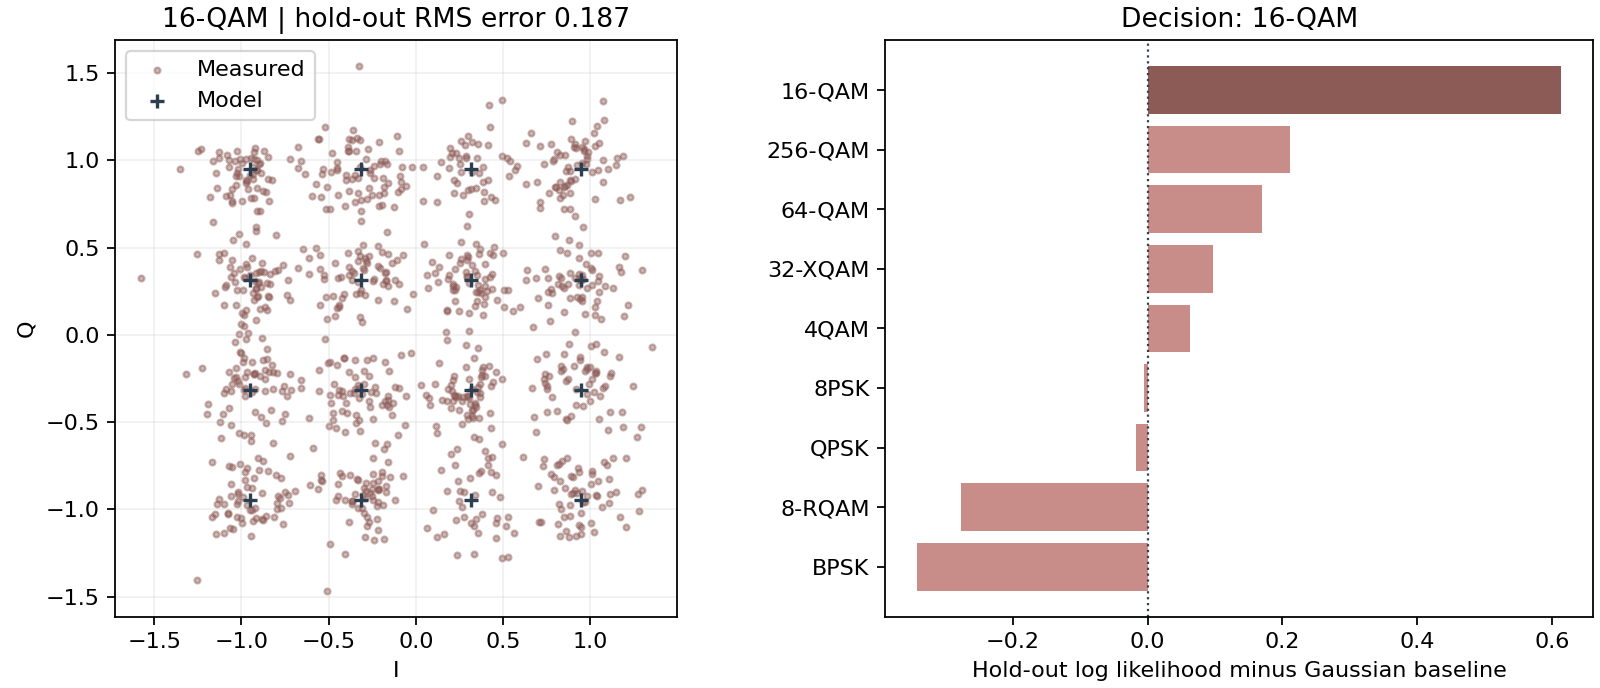 16-QAM | hold-out RMS error 0.187
Measured
Model
1.5
1.0
0.5
0.0
−0.5
−1.0
−1.5
Q
−1.5
−1.0
−0.5
0.0
0.5
1.0
I
Decision: 16-QAM
16-QAM
256-QAM
64-QAM
32-XQAM
4QAM
8PSK
QPSK
8-RQAM
BPSK
−0.2
0.0
0.2
0.4
0.6
Hold-out log likelihood minus Gaussian baseline